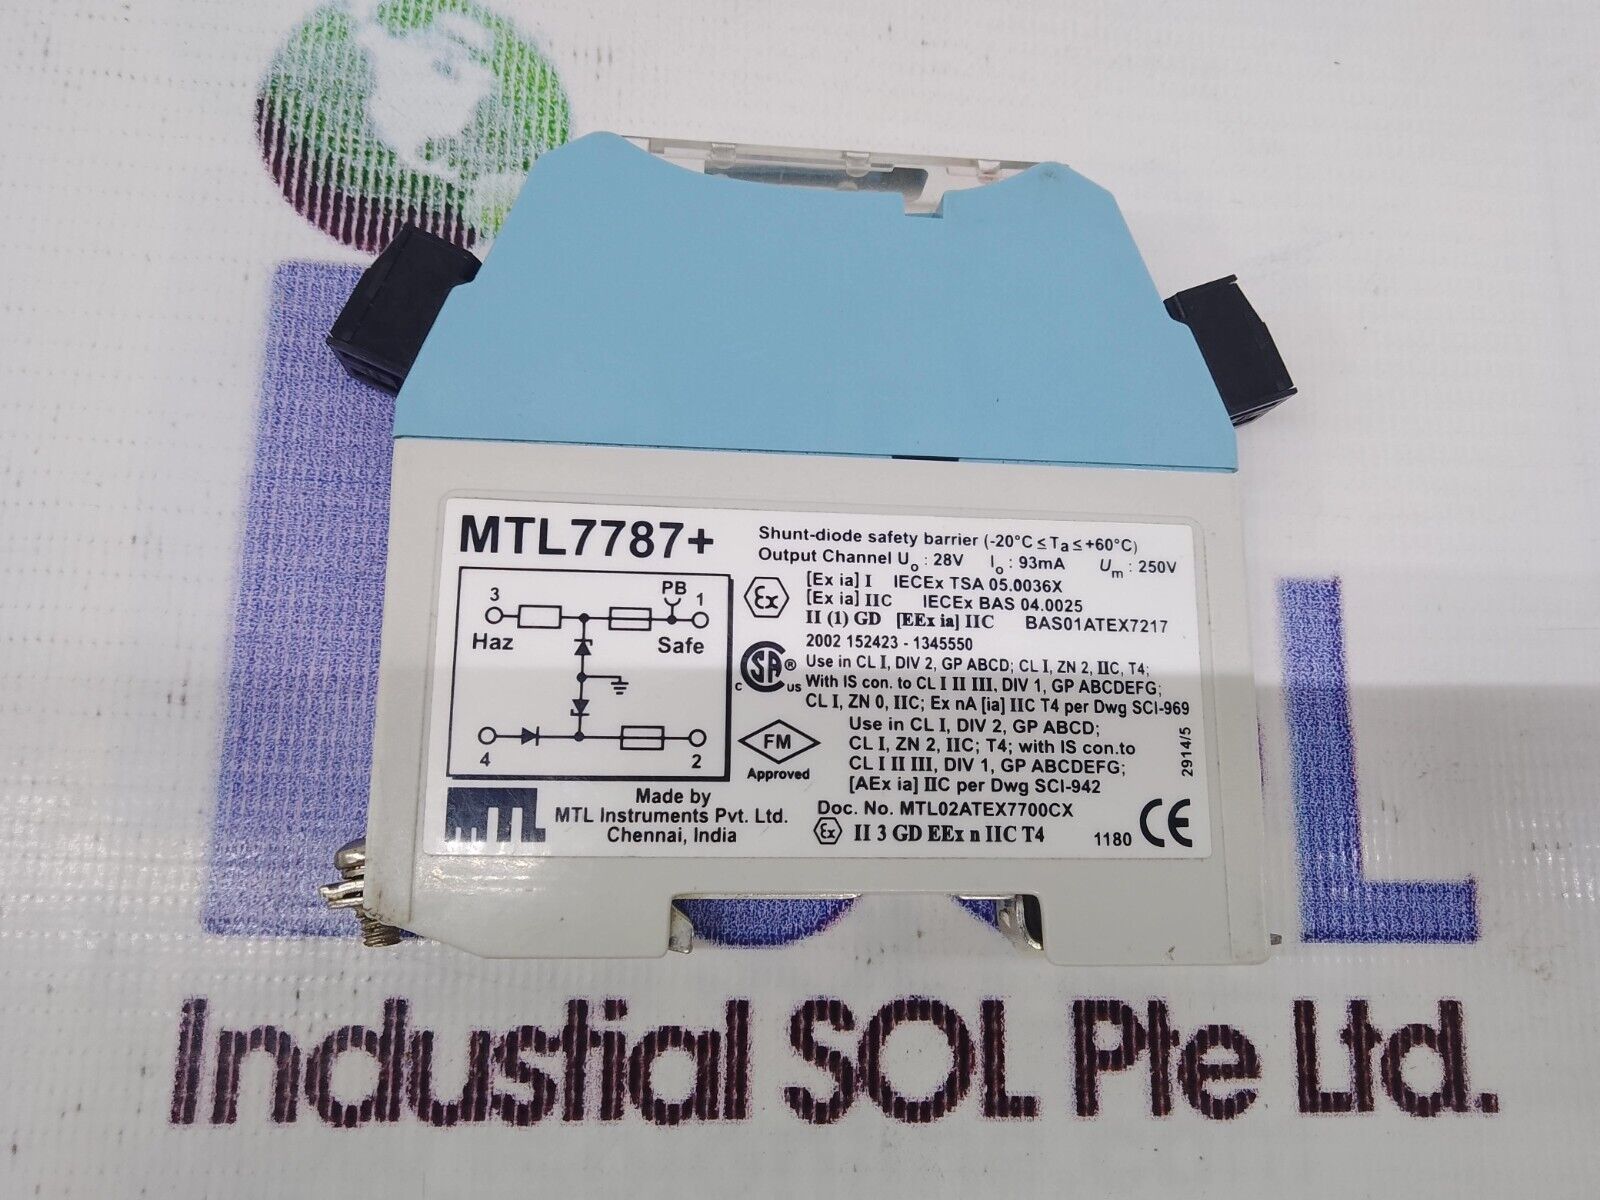 MTL7787+
Shunt-diode safety barrier (-20°C ≤ Ta ≤ +60°C)
Output Channel Uo : 28V Io : 93mA Um : 250V
[Ex ia] I IECEx TSA 05.0036X
[Ex ia] IIC IECEx BAS 04.0025
II (1) GD [EEx ia] IIC BAS01ATEX7217
2002 152423 - 1345550
Use in CL I, DIV 2, GP ABCD; CL I, ZN 2, IIC, T4;
With IS con. to CL I II III, DIV 1, GP ABCDEFG;
CL I, ZN 0, IIC; Ex nA [ia] IIC T4 per Dwg SCI-969
Use in CL I, DIV 2, GP ABCD;
CL I, ZN 2, IIC; T4; with IS con.to
CL I II III, DIV 1, GP ABCDEFG;
[AEx ia] IIC per Dwg SCI-942
Doc. No. MTL02ATEX7700CX
II 3 GD EEx n IIC T4
1180 CE
2914/5
Ex
C SA ® US
FM
Approved
Ex
3 PB 1
Haz Safe
4 2
MTL
Made by
MTL Instruments Pvt. Ltd.
Chennai, India
L
Industial SOL Pte Ltd.